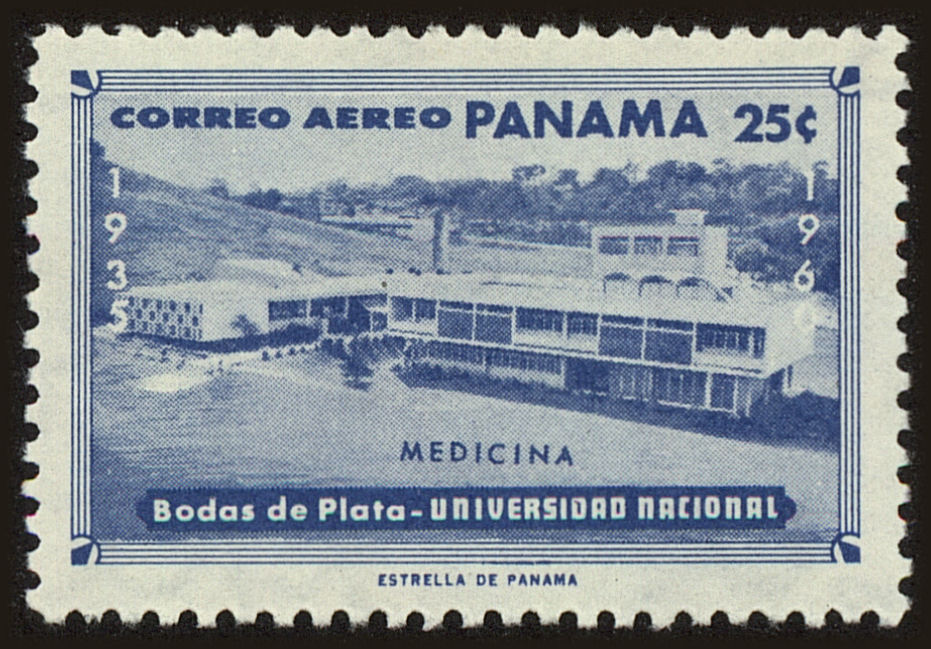 CORREO AEREO PANAMA 25¢
1935
1960
MEDICINA
Bodas de Plata-UNIVERSIDAD NACIONAL
ESTRELLA DE PANAMA